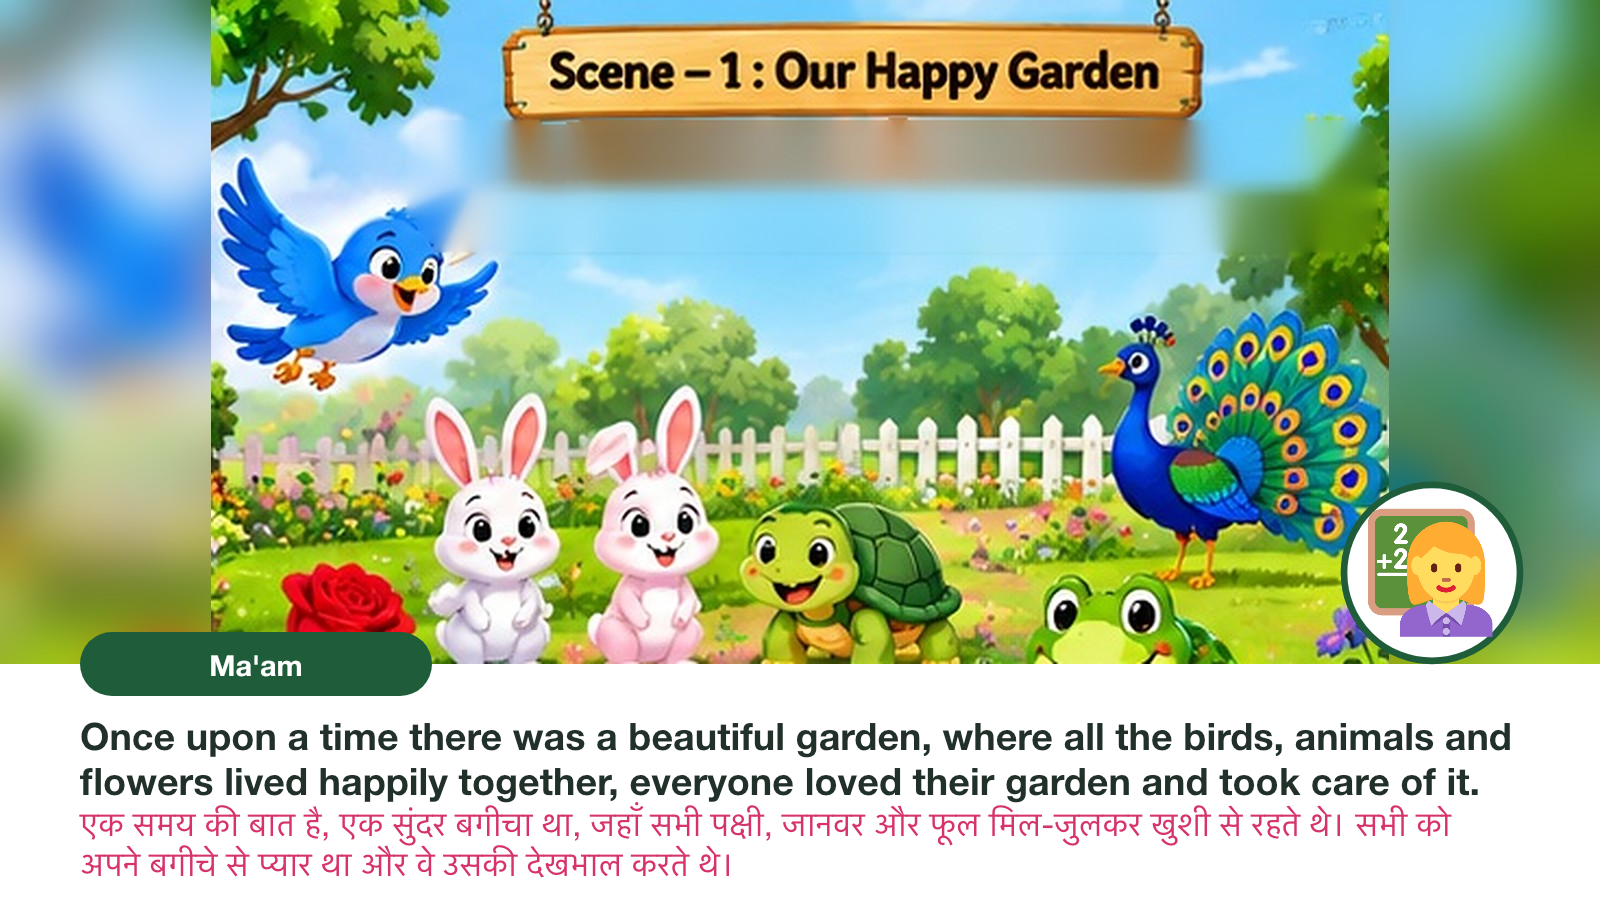 Scene – 1 : Our Happy Garden
2
+2
Ma'am
Once upon a time there was a beautiful garden, where all the birds, animals and
flowers lived happily together, everyone loved their garden and took care of it.
एक समय की बात है, एक सुंदर बगीचा था, जहाँ सभी पक्षी, जानवर और फूल मिल-जुलकर खुशी से रहते थे। सभी को
अपने बगीचे से प्यार था और वे उसकी देखभाल करते थे।